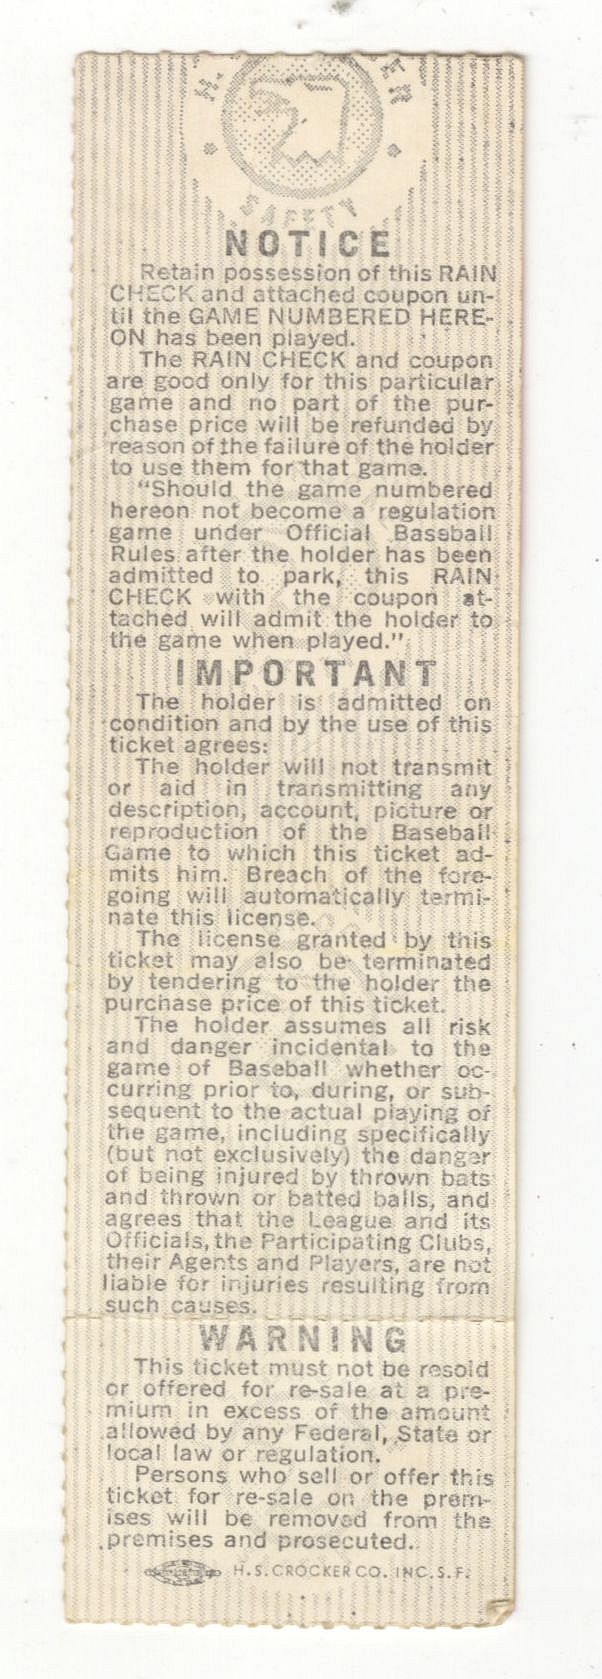 H. ER
SAFETY
NOTICE
Retain possession of this RAIN
CHECK and attached coupon un-
til the GAME NUMBERED HERE-
ON has been played.
The RAIN CHECK and coupon
are good only for this particular
game and no part of the pur-
chase price will be refunded by
reason of the failure of the holder
to use them for that game.
"Should the game numbered
hereon not become a regulation
game under Official Baseball
Rules after the holder has been
admitted to park, this RAIN
CHECK with the coupon at-
tached will admit the holder to
the game when played."
IMPORTANT
The holder is admitted on
condition and by the use of this
ticket agrees:
The holder will not transmit
or aid in transmitting any
description, account, picture or
reproduction of the Baseball
Game to which this ticket ad-
mits him. Breach of the fore-
going will automatically termi-
nate this license.
The license granted by this
ticket may also be terminated
by tendering to the holder the
purchase price of this ticket.
The holder assumes all risk
and danger incidental to the
game of Baseball whether oc-
curring prior to, during, or sub-
sequent to the actual playing of
the game, including specifically
(but not exclusively) the danger
of being injured by thrown bats
and thrown or batted balls, and
agrees that the League and its
Officials, the Participating Clubs,
their Agents and Players, are not
liable for injuries resulting from
such causes.
WARNING
This ticket must not be resold
or offered for re-sale at a pre-
mium in excess of the amount
allowed by any Federal, State or
local law or regulation.
Persons who sell or offer this
ticket for re-sale on the prem-
ises will be removed from the
premises and prosecuted.
H.S. CROCKER CO. INC. S.F.